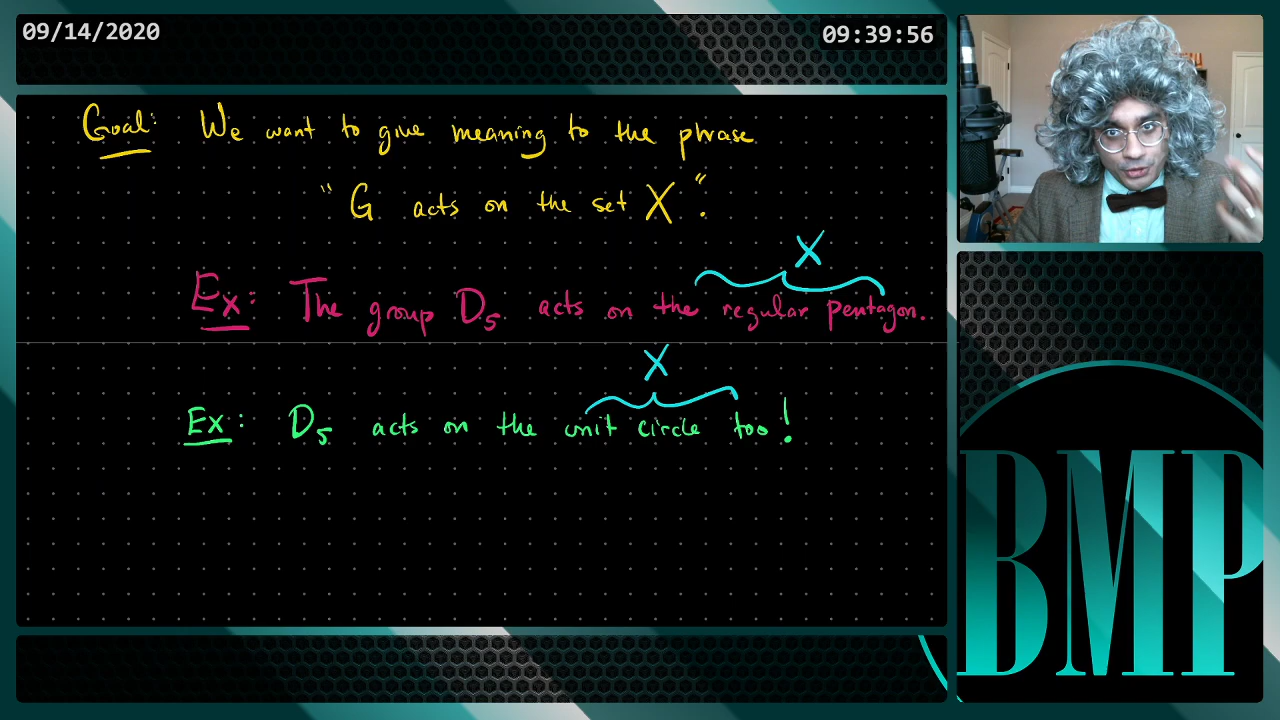 09/14/2020
09:39:56
Goal: We want to give meaning to the phrase
"G acts on the set X".
X
Ex: The group D5 acts on the regular pentagon.
X
Ex: D5 acts on the unit circle too!
BMP